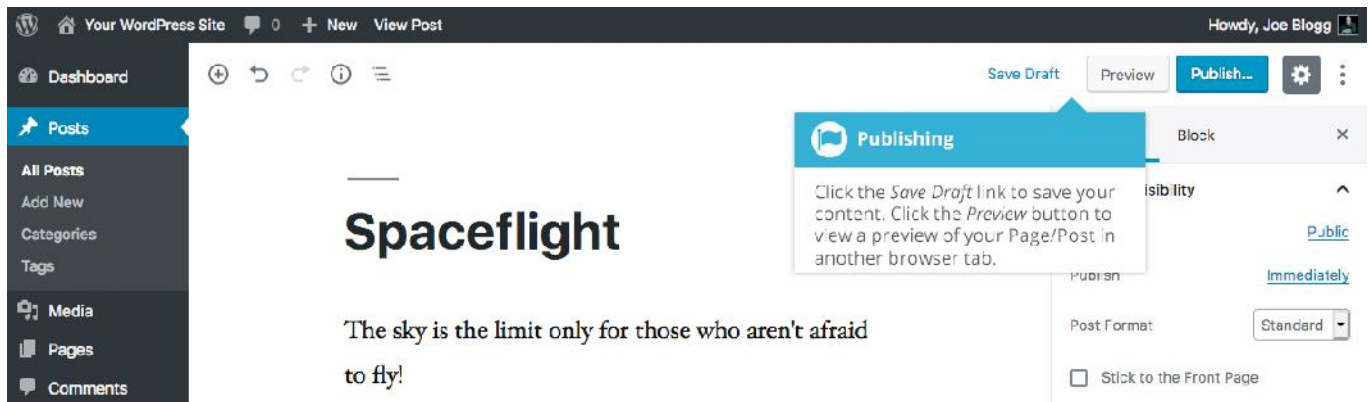 Your WordPress Site 0 New View Post Howdy, Joe Blogg
Dashboard
Save Draft Preview Publish...
Posts
Publishing
Block
All Posts
Click the Save Draft link to save your
content. Click the Preview button to
view a preview of your Page/Post in
another browser tab.
Add New
Categories
Tags
Spaceflight
Public
Publish Immediately
Media
The sky is the limit only for those who aren't afraid
to fly!
Post Format Standard
Pages
Stick to the Front Page
Comments